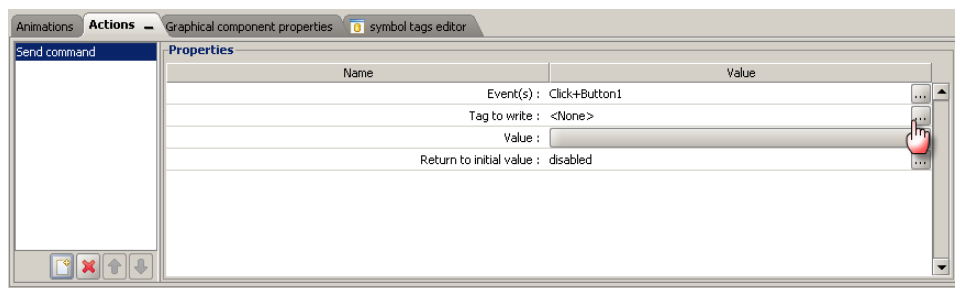 Animations Actions Graphical component properties symbol tags editor
Send command
Properties
Name Value
Event(s) : Click+Button1 ...
Tag to write : <None> ...
Value :
Return to initial value : disabled ...